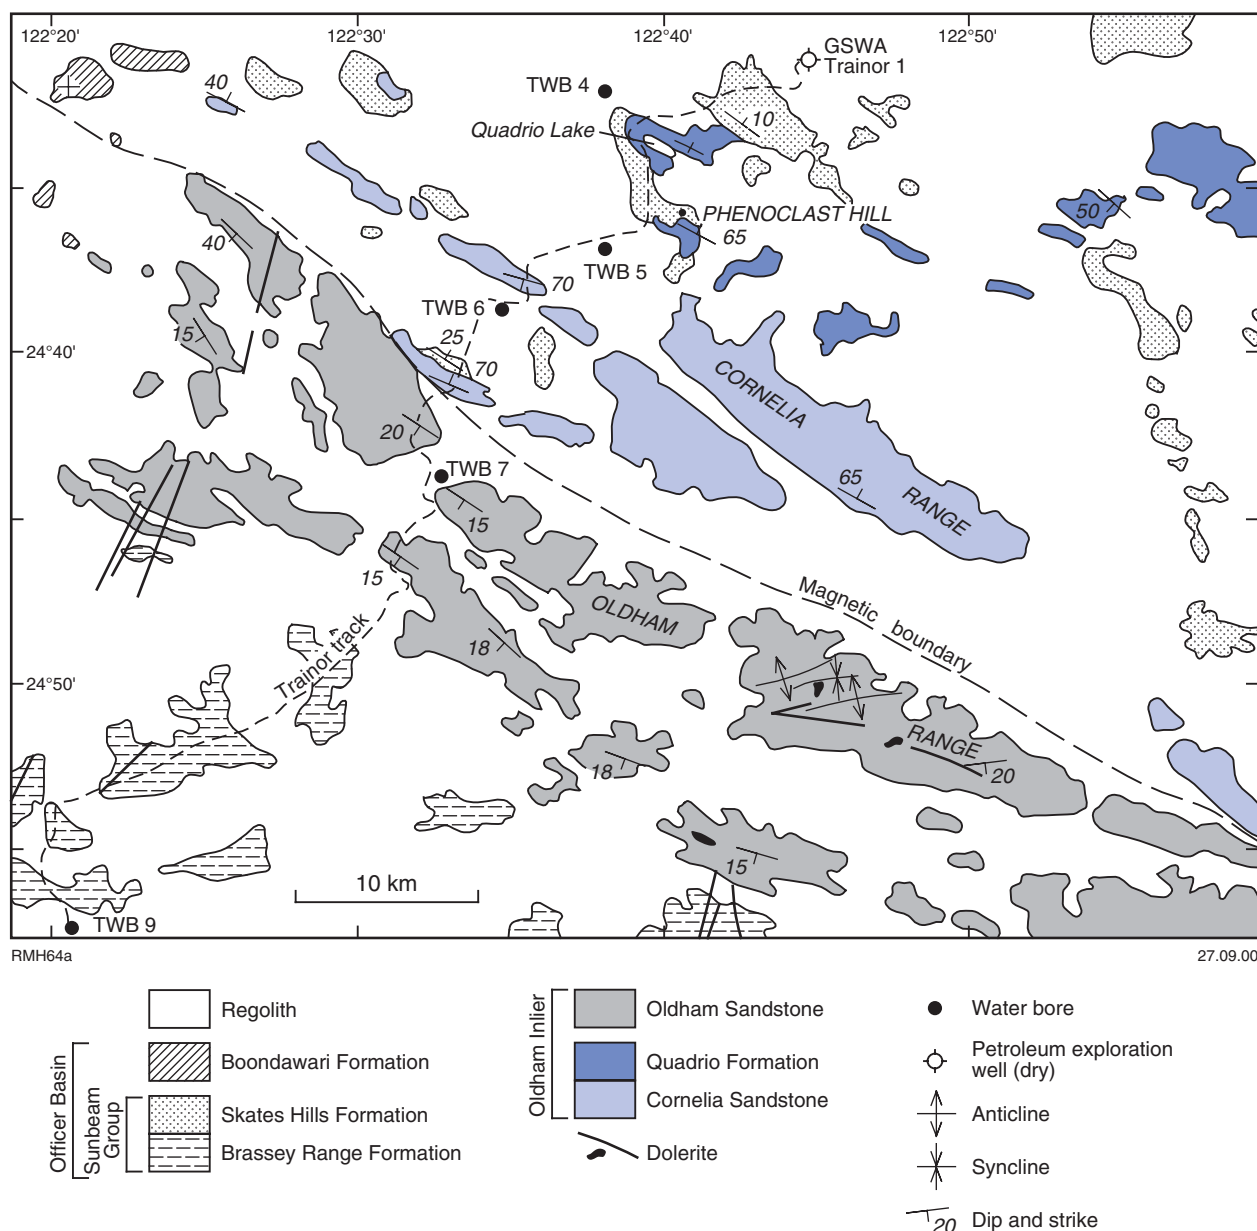 122°20'
122°30'
122°40'
122°50'
GSWA
Trainor 1
TWB 4
40
10
Quadrio Lake
PHENOCLAST HILL
50
40
65
TWB 5
70
TWB 6
15
25
24°40'
70
CORNELIA
20
TWB 7
65
RANGE
15
15
Magnetic boundary
OLDHAM
18
Trainor track
24°50'
RANGE
20
18
15
10 km
TWB 9
RMH64a
27.09.00
Officer Basin
Sunbeam
Group
Regolith
Boondawari Formation
Skates Hills Formation
Brassey Range Formation
Oldham Inlier
Oldham Sandstone
Quadrio Formation
Cornelia Sandstone
Dolerite
Water bore
Petroleum exploration
well (dry)
Anticline
Syncline
20
Dip and strike